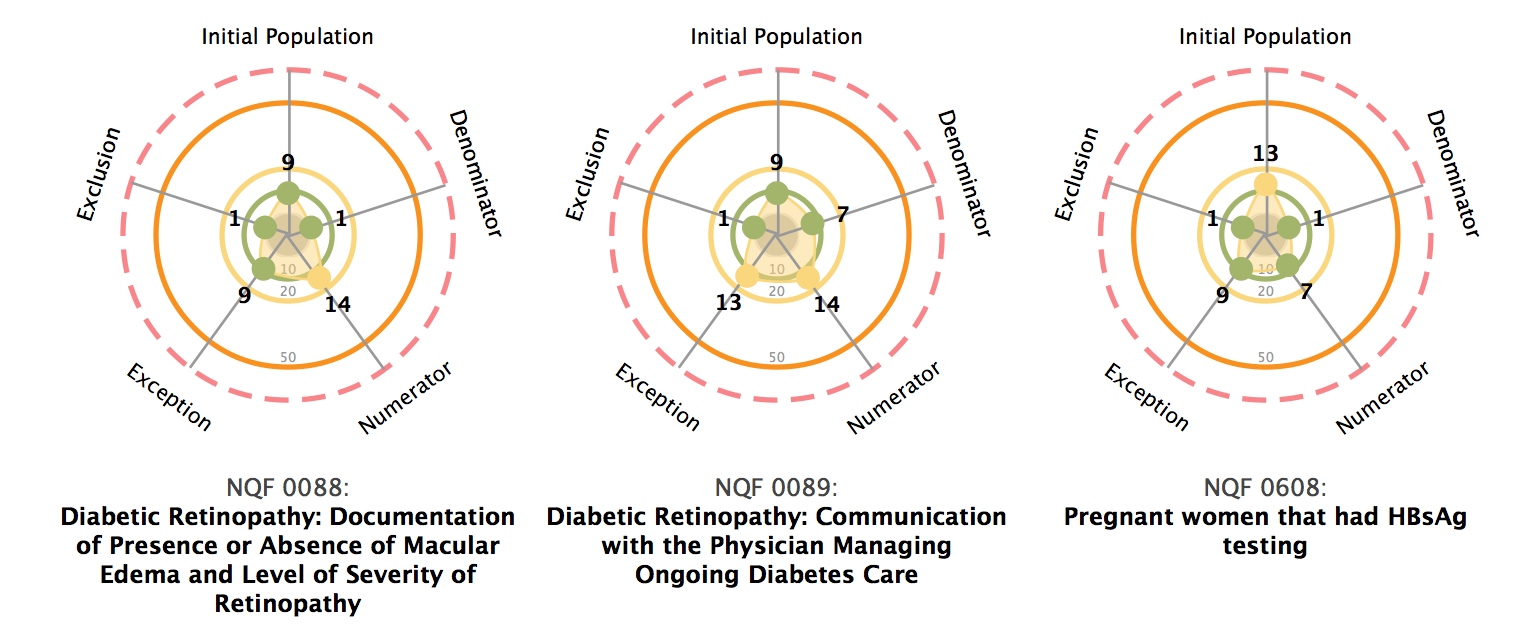 Initial Population
Exclusion
Denominator
9
1
1
10
20
9
14
50
Exception
Numerator
NQF 0088:
Diabetic Retinopathy: Documentation
of Presence or Absence of Macular
Edema and Level of Severity of
Retinopathy
Initial Population
Exclusion
Denominator
9
1
7
10
20
13
14
50
Exception
Numerator
NQF 0089:
Diabetic Retinopathy: Communication
with the Physician Managing
Ongoing Diabetes Care
Initial Population
Exclusion
Denominator
13
1
1
10
20
9
7
50
Exception
Numerator
NQF 0608:
Pregnant women that had HBsAg
testing